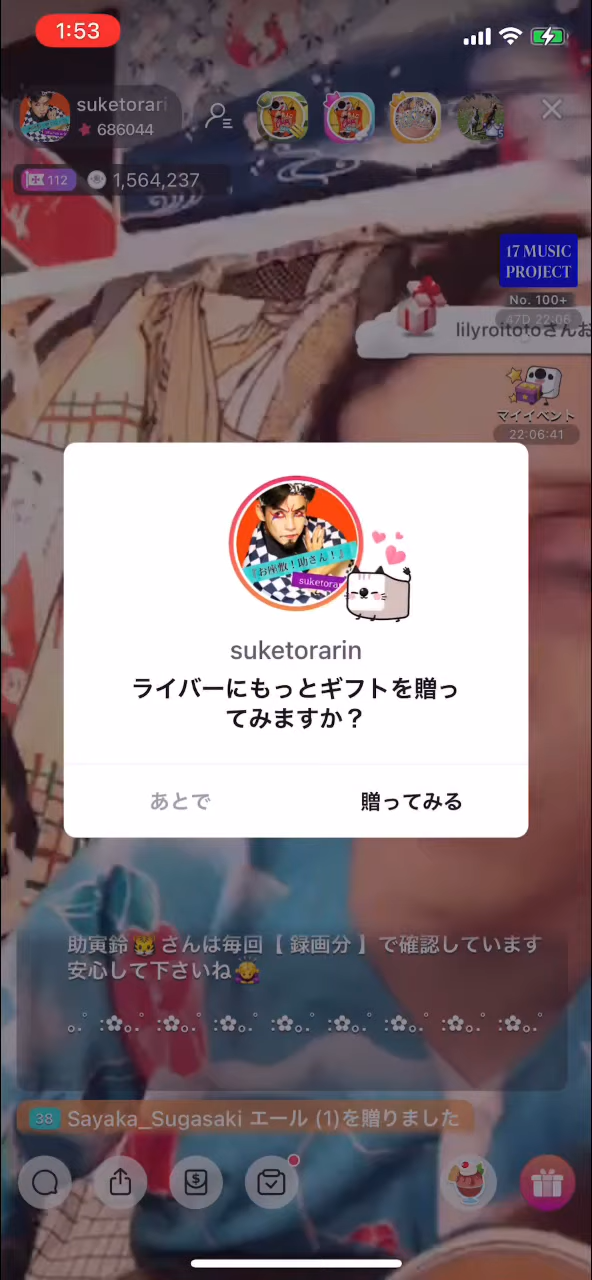 1:53
suketorari
686044
112
1,564,237
17 MUSIC
PROJECT
No. 100+
47D 22:06
lilyroitotoさんお
マイイベント
22:06:41
『お座敷！助さん！』
suketorar
suketorarin
ライバーにもっとギフトを贈っ
てみますか？
あとで
贈ってみる
助寅鈴🐯さんは毎回【 録画分 】で確認しています
安心して下さいね🙇
｡.ﾟ:✿｡.ﾟ:✿｡.ﾟ:✿｡.ﾟ:✿｡.ﾟ:✿｡.ﾟ:✿｡.ﾟ:✿｡.ﾟ:✿｡.ﾟ
38 Sayaka_Sugasaki エール (1)を贈りました